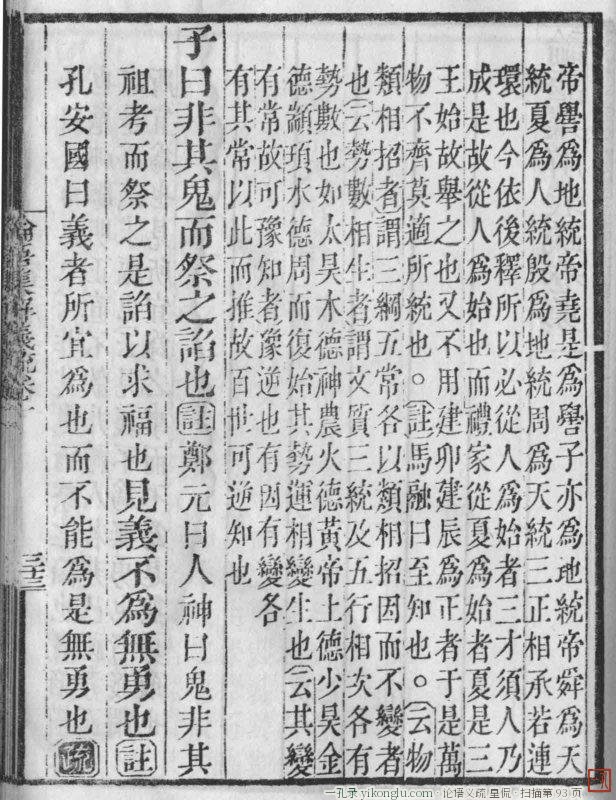 帝嚳為地統帝堯是為嚳子亦為地統帝舜為天
統夏為人統殷為地統周為天統三正相承若連
環也今依後釋所以必從人為始者三才須人乃
成是故從人為始也而禮家從夏為始者夏是三
王始故舉之也又不用建卯建辰為正者于是萬
物不齊莫適所統也。註馬融曰至知也。云物
類相招者謂三綱五常各以類相招因而不變者
也云勢數相生者謂文質三統及五行相次各有
勢數也如太昊木德神農火德黃帝土德少昊金
德顓頊水德周而復始其勢運相變生也云其變
有常故可豫知者豫逆也有因有變各
有其常以此而推故百世可逆知也
子曰非其鬼而祭之諂也註鄭元曰人神曰鬼非其
祖考而祭之是諂以求福也見義不為無勇也註
孔安國曰義者所宜為也而不能為是無勇也疏
論語集解義疏卷一
三十三
一孔录 yikonglu.com · 论语义疏 皇侃 · 扫描第 93 页